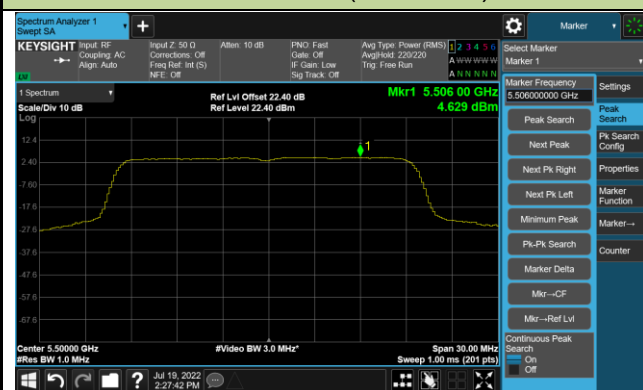 Spectrum Analyzer 1
Swept SA
+
Marker
KEYSIGHT
Input: RF
Coupling: AC
Align: Auto
Input Z: 50 Ω
Corrections: Off
Freq Ref: Int (S)
NFE: Off
Atten: 10 dB
PNO: Fast
Gate: Off
IF Gain: Low
Sig Track: Off
Avg Type: Power (RMS)
Avg|Hold: 220/220
Trig: Free Run
1 2 3 4 5 6
A W W W W W
A N N N N N
LV
Select Marker
Marker 1
1 Spectrum
Scale/Div 10 dB
Log
Ref Lvl Offset 22.40 dB
Ref Level 22.40 dBm
Mkr1 5.506 00 GHz
4.629 dBm
12.4
2.40
-7.60
-17.6
-27.6
-37.6
-47.6
-57.6
-67.6
1
Center 5.50000 GHz
#Res BW 1.0 MHz
#Video BW 3.0 MHz*
Span 30.00 MHz
Sweep 1.00 ms (201 pts)
Marker Frequency
5.506000000 GHz
Peak Search
Next Peak
Next Pk Right
Next Pk Left
Minimum Peak
Pk-Pk Search
Marker Delta
Mkr→CF
Mkr→Ref Lvl
Continuous Peak
Search
On
Off
Settings
Peak
Search
Pk Search
Config
Properties
Marker
Function
Marker→
Counter
?
Jul 19, 2022
2:27:42 PM